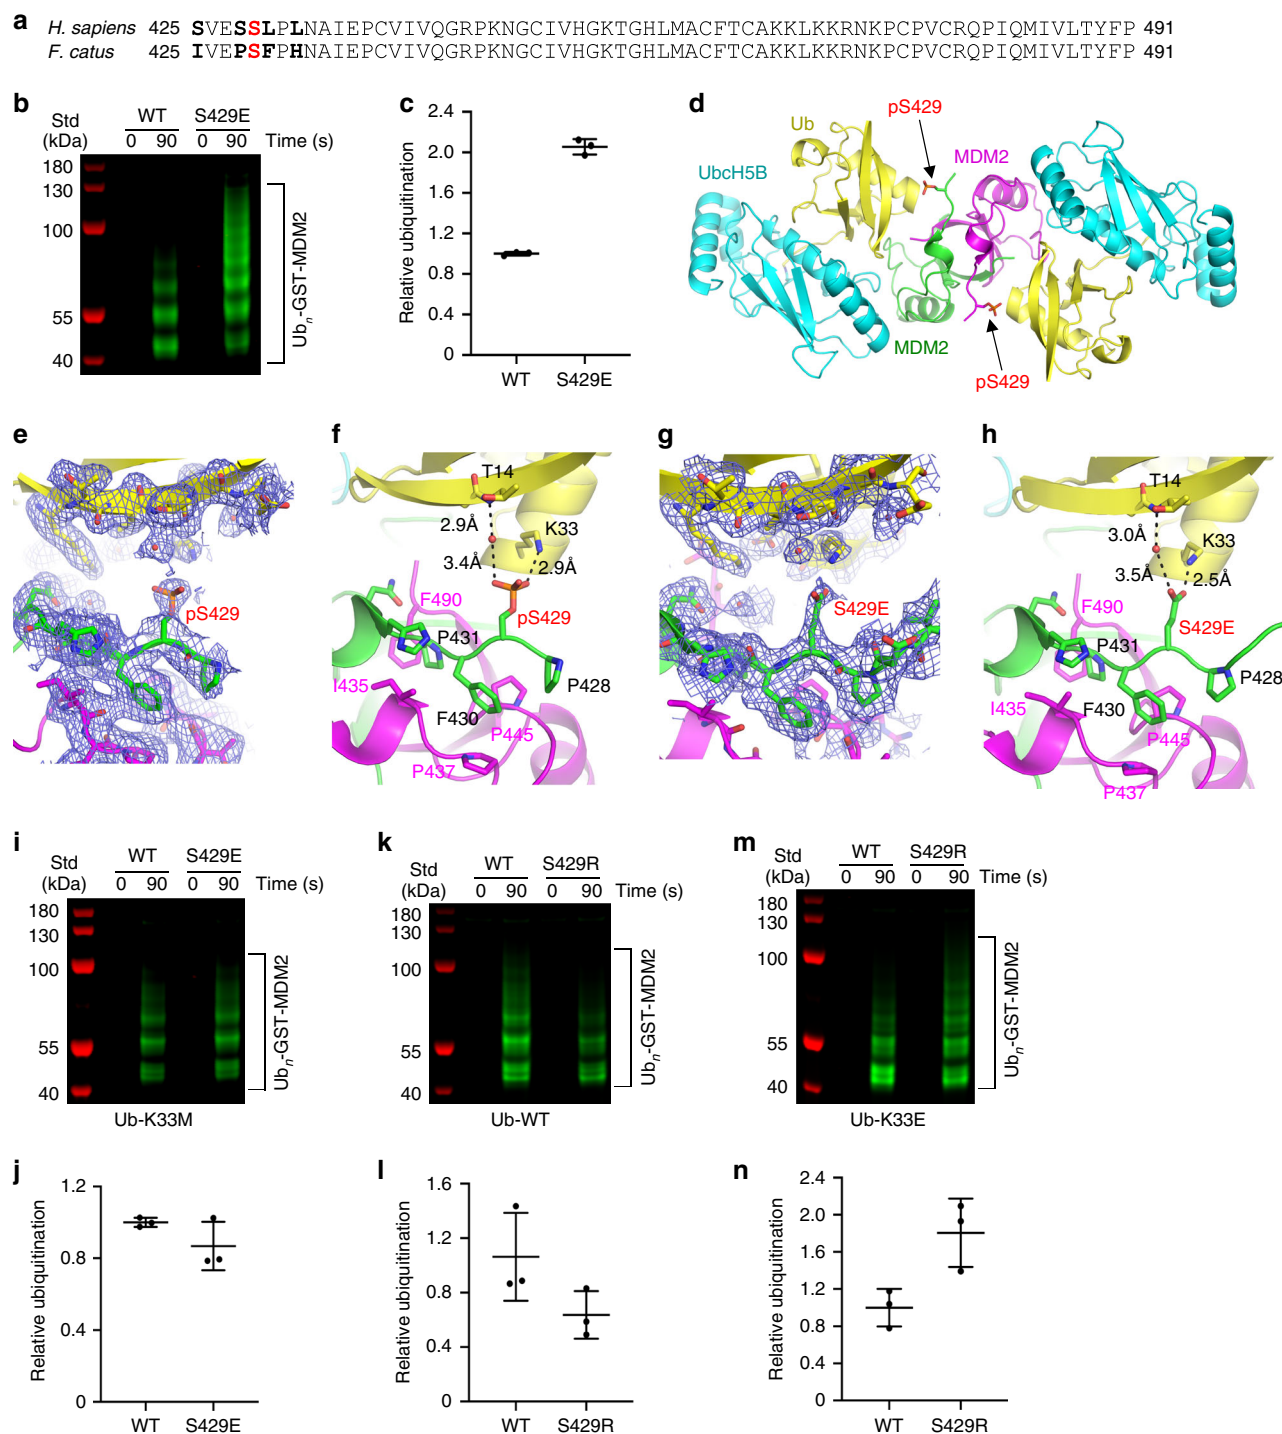 a
H. sapiens 425 SVESSLPLNAIEPCVIVQGRPKNGCIVHGKTGHLMACFTCAKKLKKRNKPCPVCRQPIQMIVLTYFP 491
F. catus 425 IVEPSFPHNAIEPCVIVQGRPKNGCIVHGKTGHLMACFTCAKKLKKRNKPCPVCRQPIQMIVLTYFP 491
b
Std
(kDa)
WT S429E
0 90 0 90 Time (s)
180
130
100
55
40
Ubn-GST-MDM2
c
Relative ubiquitination
2.4
2.0
1.6
1.2
0.8
0.4
0
WT S429E
d
pS429
Ub
MDM2
UbcH5B
MDM2
pS429
e
pS429
f
T14
2.9Å
K33
3.4Å
2.9Å
F490
pS429
P431
P428
I435
F430
P445
P437
g
S429E
h
T14
3.0Å
K33
3.5Å
2.5Å
F490
S429E
P431
P428
I435
F430
P445
P437
i
Std
(kDa)
WT S429E
0 90 0 90 Time (s)
180
130
100
55
40
Ubn-GST-MDM2
Ub-K33M
k
Std
(kDa)
WT S429R
0 90 0 90 Time (s)
180
130
100
55
40
Ubn-GST-MDM2
Ub-WT
m
Std
(kDa)
WT S429R
0 90 0 90 Time (s)
180
130
100
55
40
Ubn-GST-MDM2
Ub-K33E
j
Relative ubiquitination
1.2
0.8
0.4
0
WT S429E
l
Relative ubiquitination
1.6
1.2
0.8
0.4
0
WT S429R
n
Relative ubiquitination
2.4
2.0
1.6
1.2
0.8
0.4
0
WT S429R